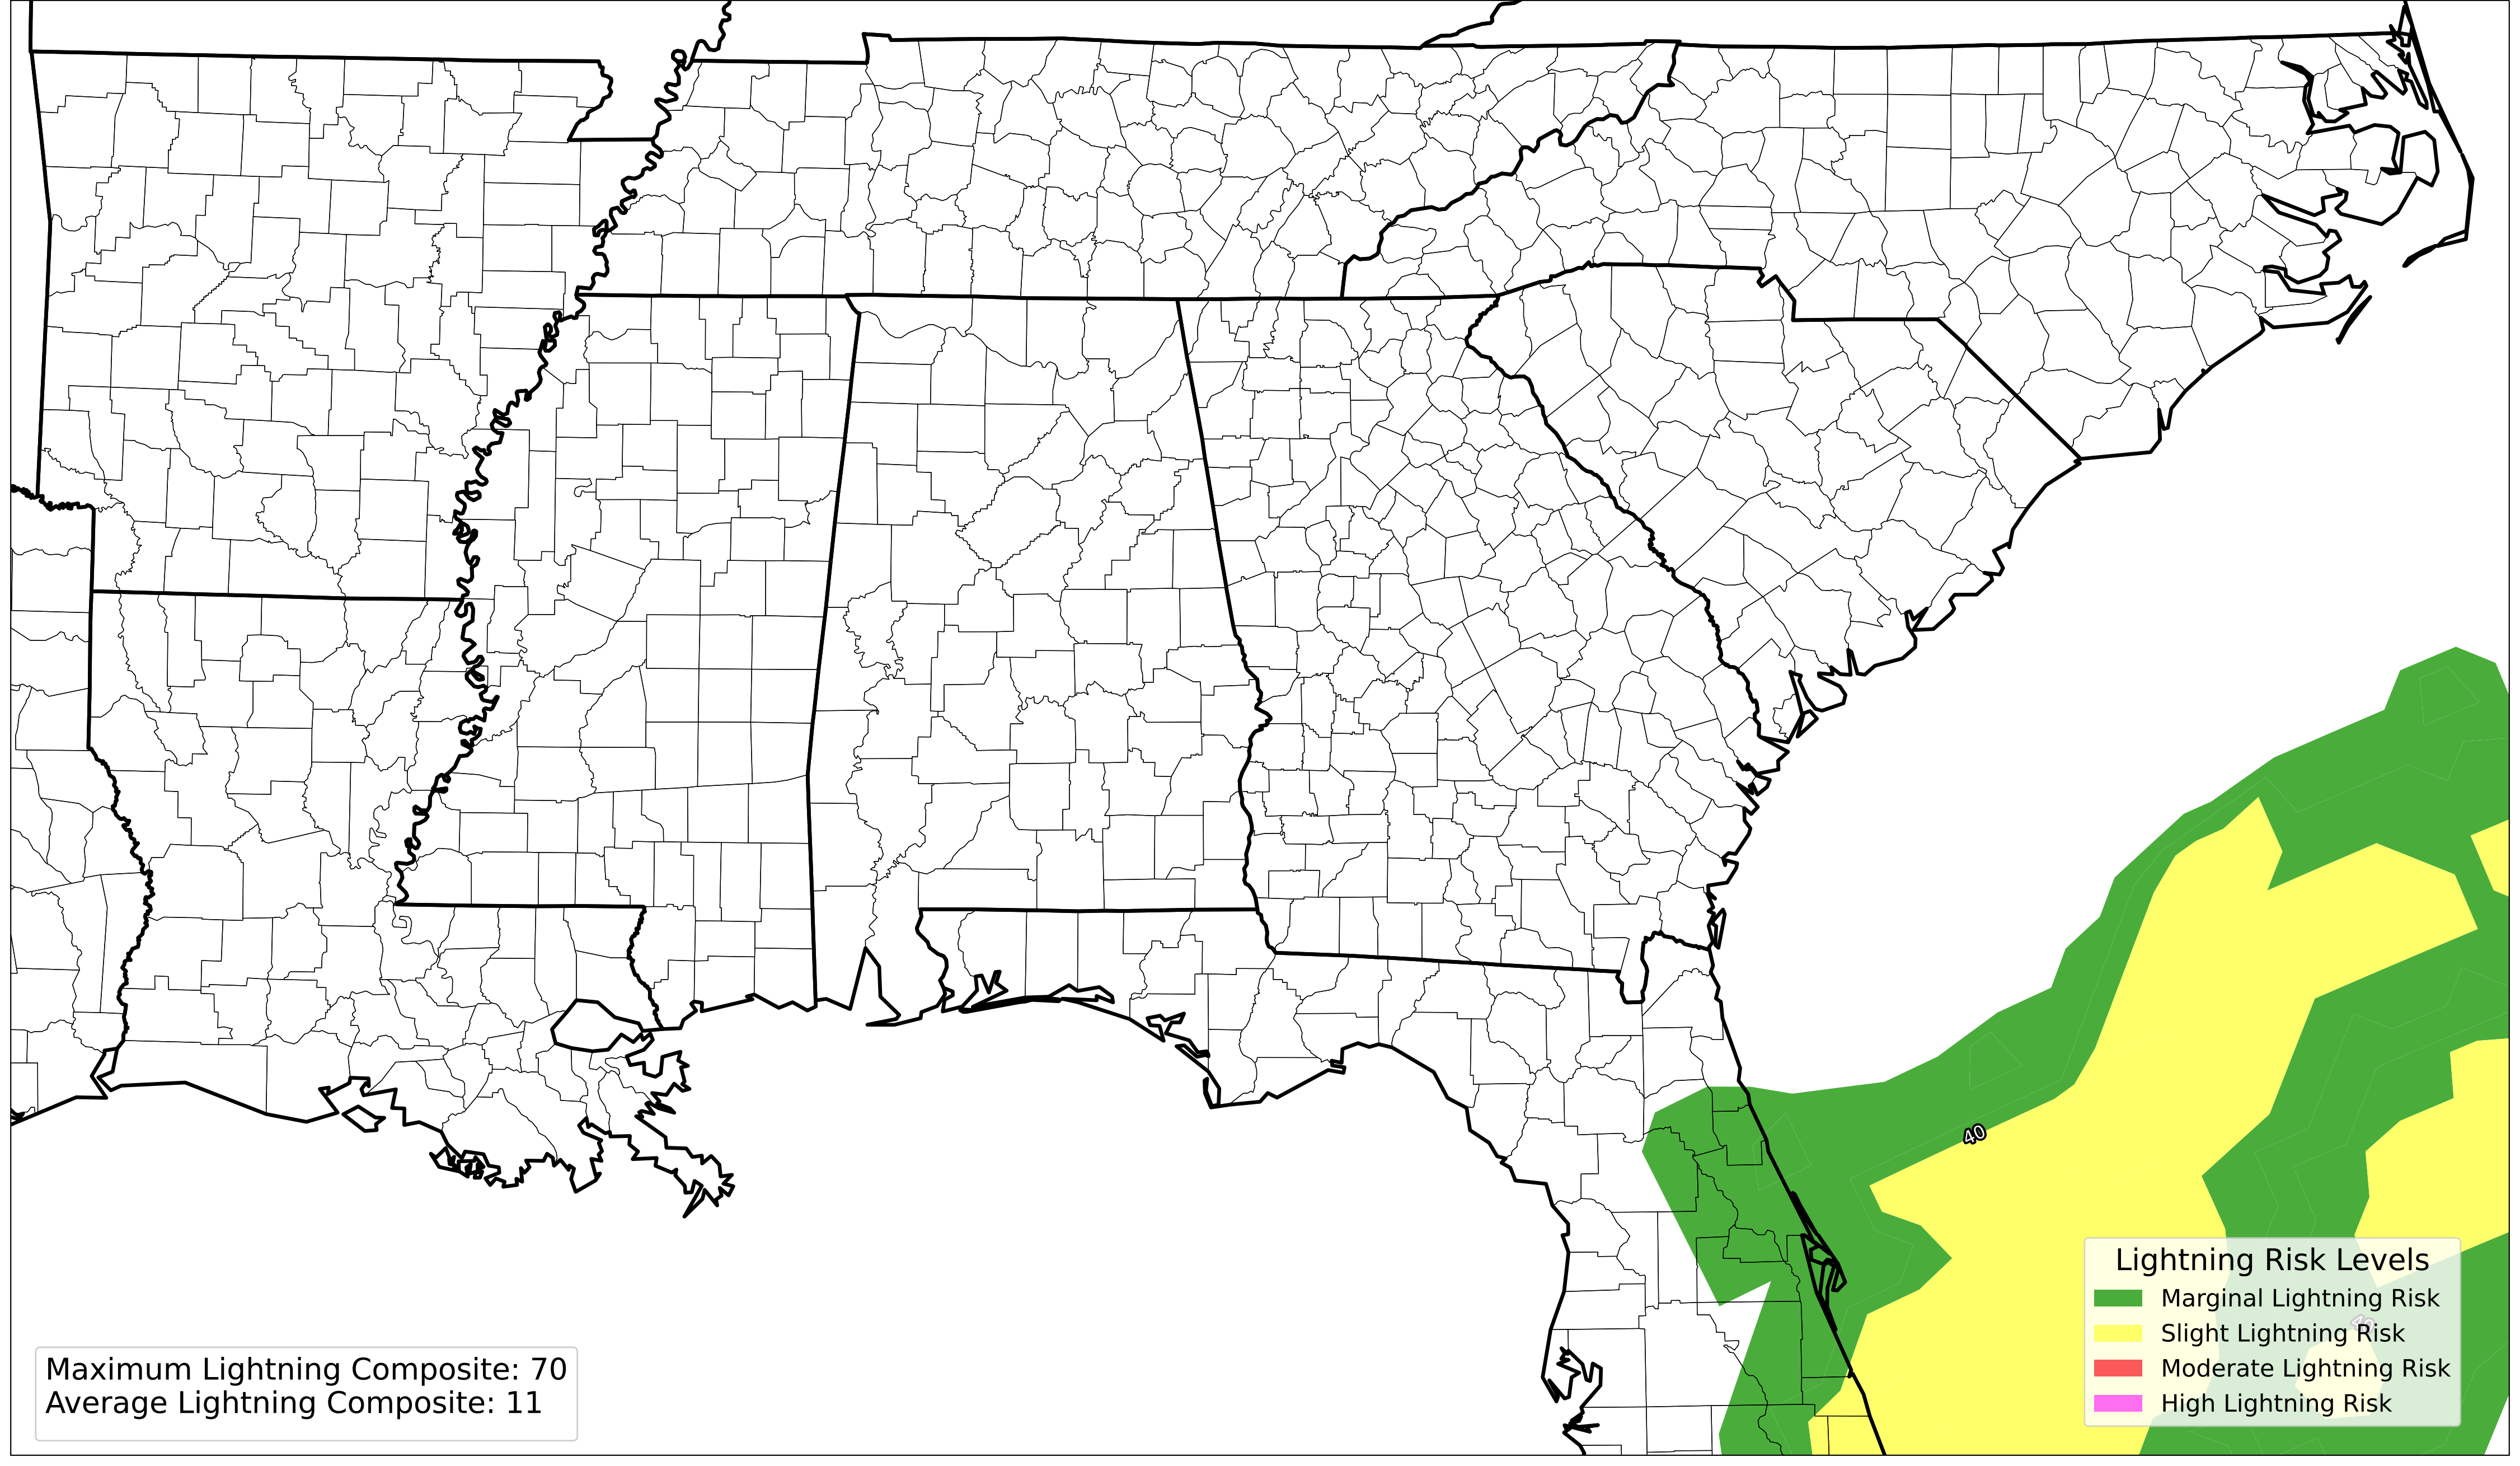 40
Lightning Risk Levels
Marginal Lightning Risk
Slight Lightning Risk
Moderate Lightning Risk
High Lightning Risk
Maximum Lightning Composite: 70
Average Lightning Composite: 11